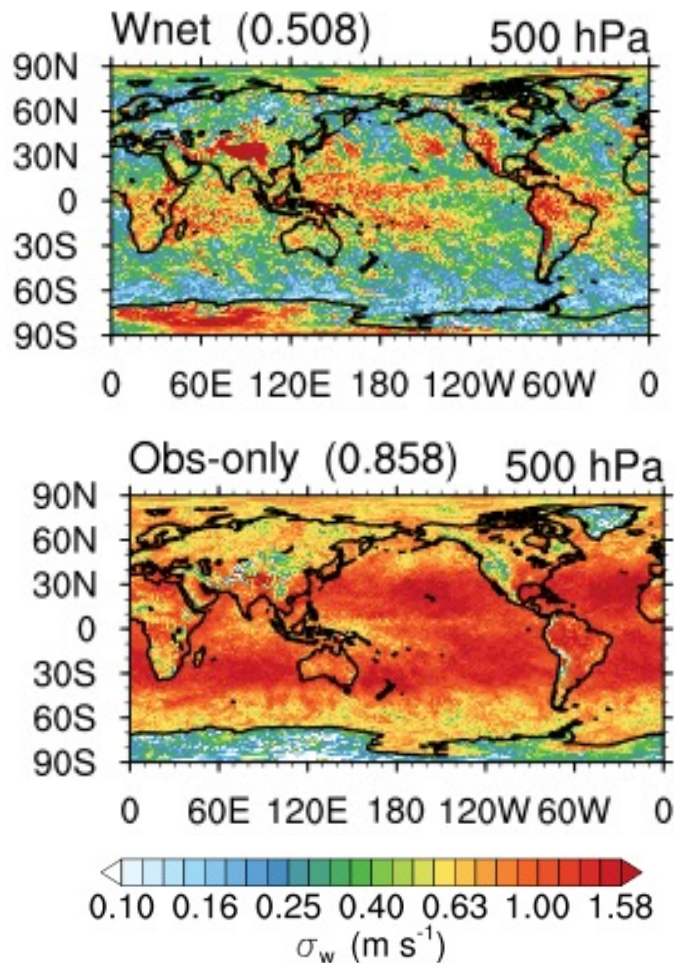 Wnet (0.508) 500 hPa
90N
60N
30N
0
30S
60S
90S
0 60E 120E 180 120W 60W 0
Obs-only (0.858) 500 hPa
90N
60N
30N
0
30S
60S
90S
0 60E 120E 180 120W 60W 0
0.10 0.16 0.25 0.40 0.63 1.00 1.58
σw (m s⁻¹)